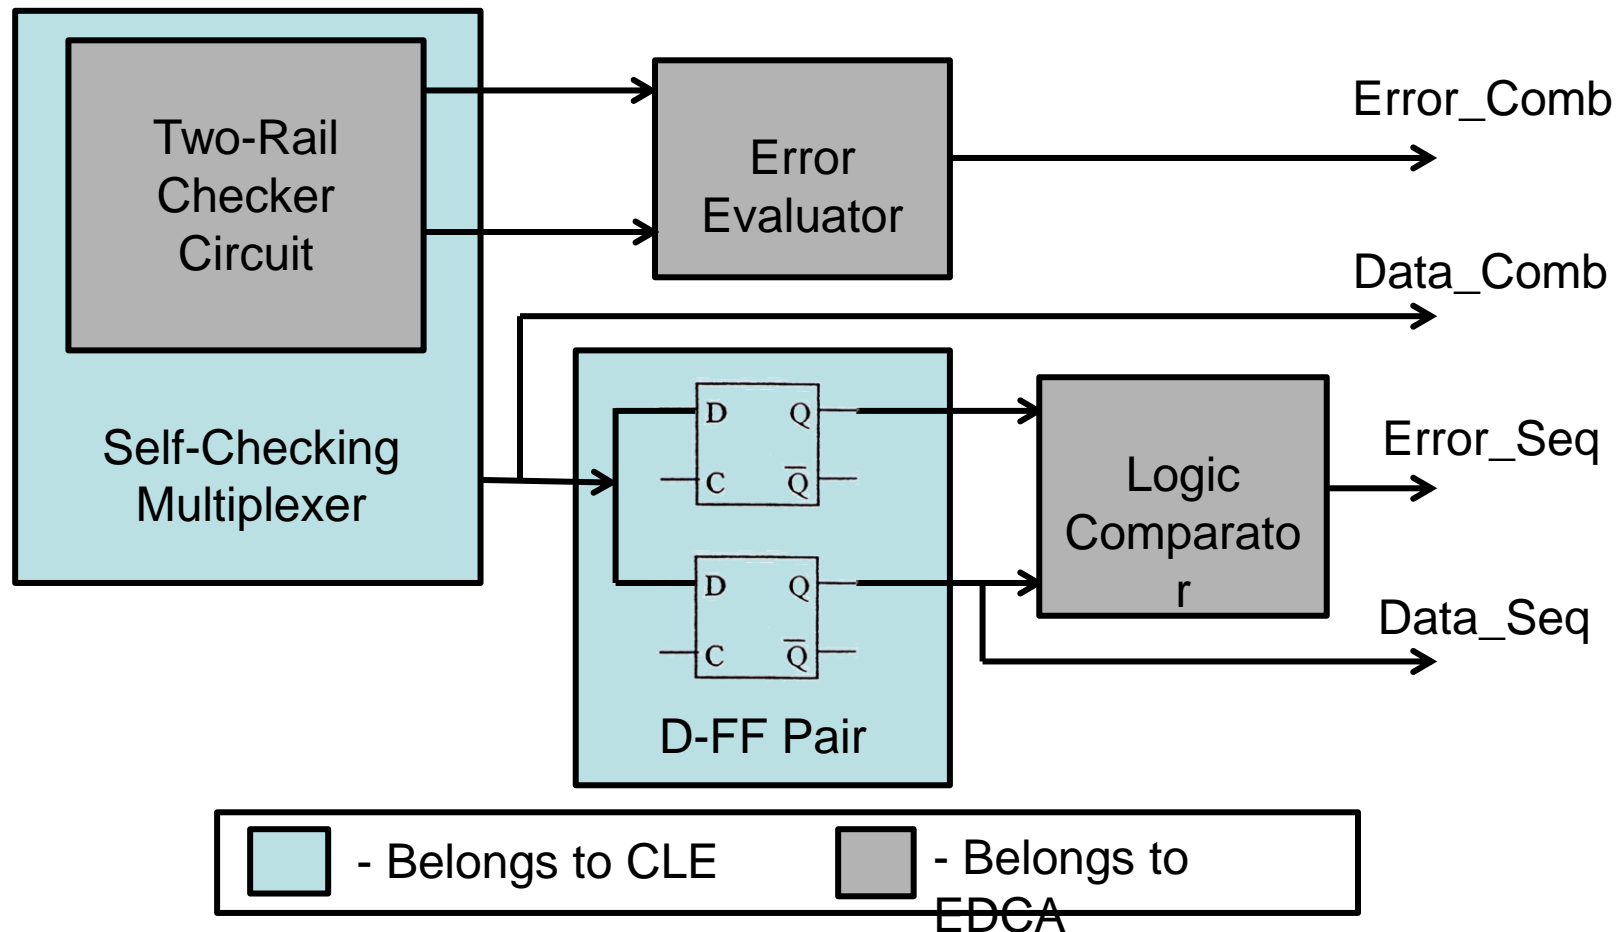 Two-Rail
Checker
Circuit
Self-Checking
Multiplexer
Error
Evaluator
Error_Comb
Data_Comb
D Q
C Q̅
D Q
C Q̅
D-FF Pair
Logic
Comparato
r
Error_Seq
Data_Seq
- Belongs to CLE
- Belongs to
EDCA